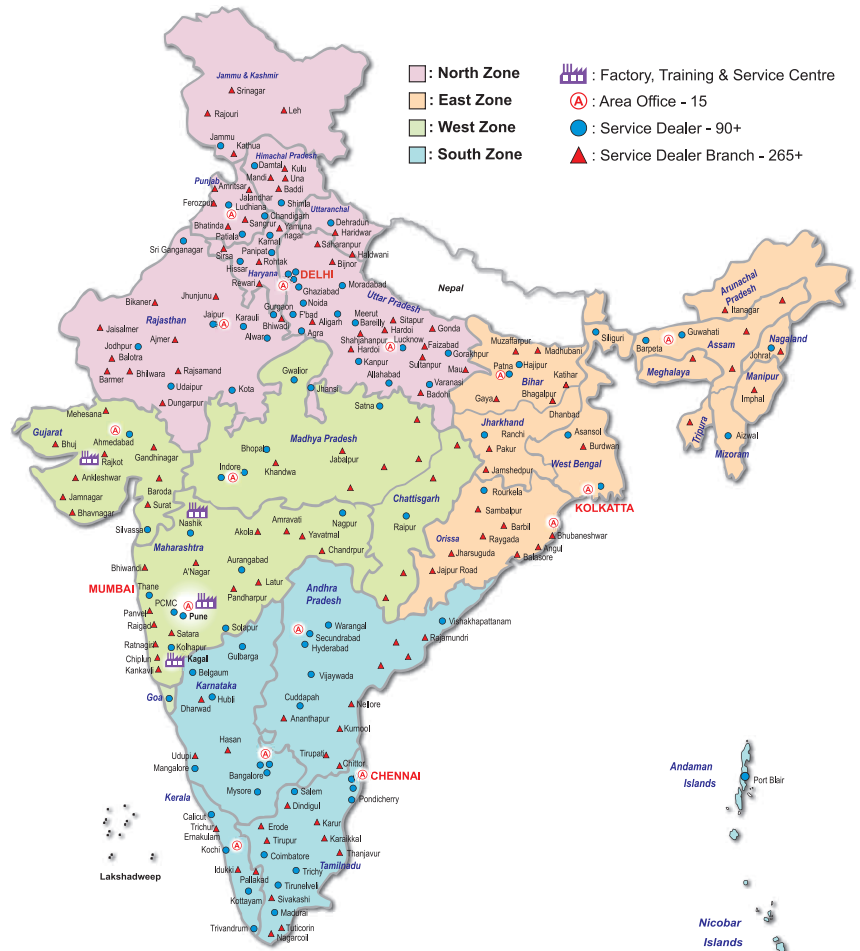 : North Zone
: East Zone
: West Zone
: South Zone
: Factory, Training & Service Centre
A : Area Office - 15
: Service Dealer - 90+
: Service Dealer Branch - 265+
Jammu & Kashmir
Srinagar
Rajouri
Leh
Jammu
Kathua
Himachal Pradesh
Damtal
Kulu
Mandi
Una
Baddi
Punjab
Amritsar
Jalandhar
Ferozpur
Ludhiana
Shimla
A
Chandigarh
Uttaranchal
Bhatinda
Sangrur
Yamuna
nagar
Dehradun
Haridwar
Patiala
Karnal
Saharanpur
Sri Ganganagar
Sirsa
Panipat
Haldwani
Hissar
Rohtak
Bijnor
Haryana
DELHI
Rewari
A
Ghaziabad
Moradabad
Nepal
Noida
Uttar Pradesh
Bikaner
Jhunjunu
Gurgaon
F'bad
Meerut
Sitapur
Rajasthan
Jaipur
A
Karauli
Bhiwadi
Aligarh
Bareilly
Hardoi
Gonda
Jaisalmer
Alwar
Agra
Shahjahanpur
Lucknow
Faizabad
Jodhpur
Ajmer
Hardoi
A
Gorakhpur
Balotra
Kanpur
Sultanpur
Mau
Barmer
Bhilwara
Rajsamand
Gwalior
Allahabad
Varanasi
Udaipur
Kota
Jhansi
Badohi
Dungarpur
Satna
Muzaffarpur
Madhubani
Patna
A
Hajipur
Bihar
Katihar
Gaya
Bhagalpur
Dhanbad
Siliguri
Arunachal
Pradesh
Itanagar
A
Guwahati
Barpeta
Assam
Nagaland
Johrat
Meghalaya
Manipur
Imphal
Tripura
Aizwal
Mizoram
Mehesana
Gujarat
A
Bhuj
Ahmedabad
Rajkot
Gandhinagar
Ankleshwar
Jamnagar
Baroda
Bhavnagar
Surat
Silvassa
Madhya Pradesh
Bhopal
Indore
A
Khandwa
Jabalpur
Jharkhand
Ranchi
Pakur
Jamshedpur
Asansol
Burdwan
West Bengal
A
KOLKATTA
Chattisgarh
Raipur
Rourkela
Sambalpur
Barbil
A
Orissa
Raygada
Bhubaneshwar
Jharsuguda
Angul
Balasore
Jajpur Road
Nashik
Amravati
Nagpur
Akola
Yavatmal
Maharashtra
Chandrpur
Aurangabad
Bhiwandi
A'Nagar
Latur
MUMBAI
Thane
Pandharpur
PCMC
A
Panvel
Pune
Raigad
Satara
Solapur
Ratnagiri
Kolhapur
Chiplun
Kagal
Gulbarga
Kankavli
Belgaum
Goa
Karnataka
Hubli
Dharwad
Andhra
Pradesh
A
Warangal
Secundrabad
Hyderabad
Vishakhapattanam
Rajamundri
Vijaywada
Cuddapah
Nellore
Ananthapur
Kurnool
Hasan
A
Tirupati
Udupi
Chittor
Mangalore
Bangalore
A
CHENNAI
Mysore
Salem
Kerala
Dindigul
Pondicherry
Calicut
Trichur
Erode
Karur
Ernakulam
Tirupur
Karaikkal
Kochi
A
Coimbatore
Thanjavur
Tamilnadu
Idukki
Pallakad
Trichy
Tirunelveli
Kottayam
Sivakashi
Madurai
Trivandrum
Tuticorin
Nagarcoil
Lakshadweep
Andaman
Islands
Port Blair
Nicobar
Islands